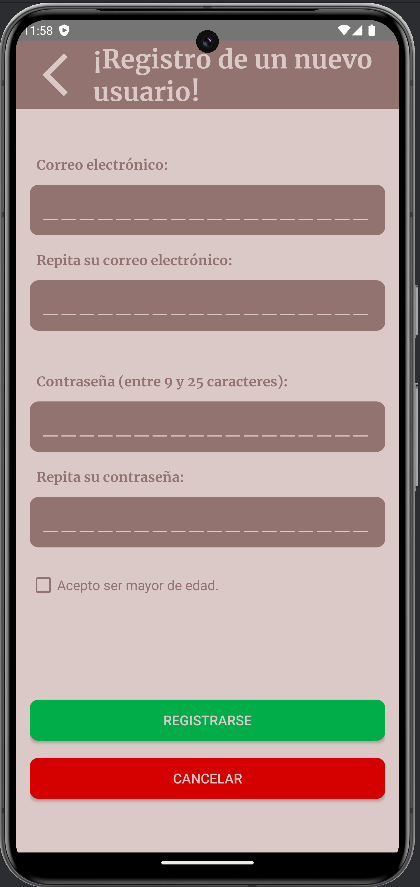 11:58
¡Registro de un nuevo
usuario!
Correo electrónico:
_ _ _ _ _ _ _ _ _ _ _ _ _ _ _ _ _ _
Repita su correo electrónico:
_ _ _ _ _ _ _ _ _ _ _ _ _ _ _ _ _ _
Contraseña (entre 9 y 25 caracteres):
_ _ _ _ _ _ _ _ _ _ _ _ _ _ _ _ _ _
Repita su contraseña:
_ _ _ _ _ _ _ _ _ _ _ _ _ _ _ _ _ _
Acepto ser mayor de edad.
REGISTRARSE
CANCELAR